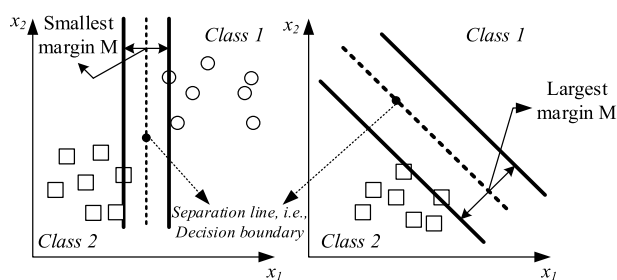 x2
Smallest
margin M
Class 1
Class 2
x1
Separation line, i.e.,
Decision boundary
x2
Class 1
Largest
margin M
Class 2
x1